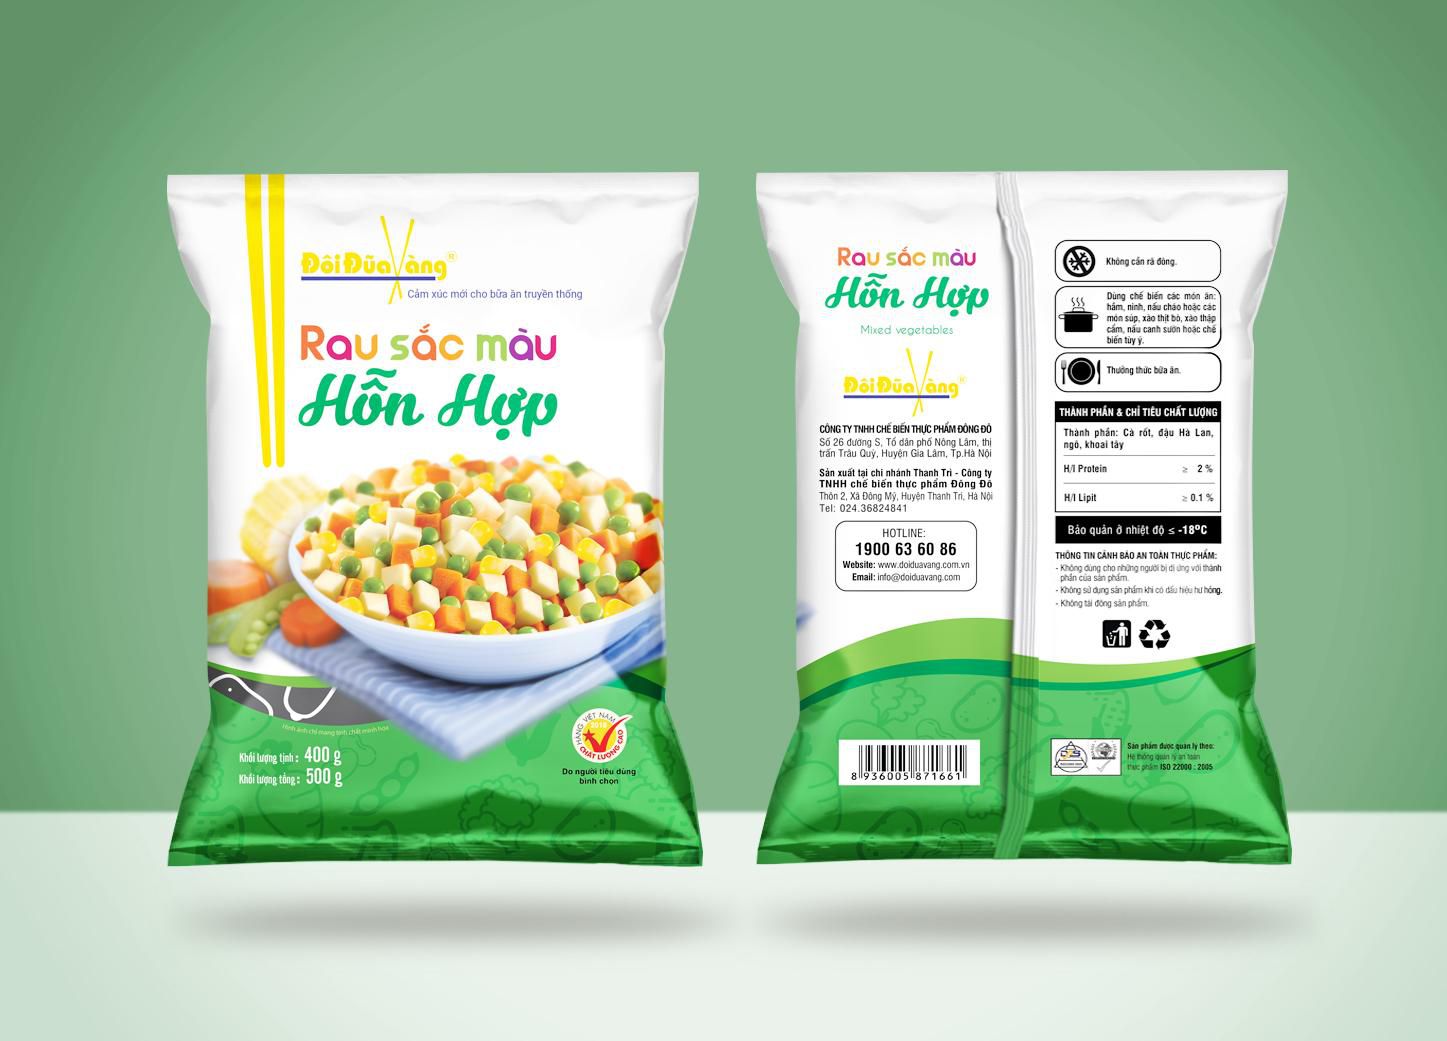 ĐôiĐũaVàng®
Cảm xúc mới cho bữa ăn truyền thống
Rau sắc màu
Hỗn Hợp
Hình ảnh chỉ mang tính chất minh họa
Khối lượng tịnh : 400 g
Khối lượng tổng : 500 g
HÀNG VIỆT NAM
2018
CHẤT LƯỢNG CAO
Do người tiêu dùng
bình chọn
Rau sắc màu
Hỗn Hợp
Mixed vegetables
ĐôiĐũaVàng®
CÔNG TY TNHH CHẾ BIẾN THỰC PHẨM ĐÔNG ĐÔ
Số 26 đường S, Tổ dân phố Nông Lâm, thị
trấn Trâu Quỳ, Huyện Gia Lâm, Tp.Hà Nội
Sản xuất tại chi nhánh Thanh Trì - Công ty
TNHH chế biến thực phẩm Đông Đô
Thôn 2, Xã Đông Mỹ, Huyện Thanh Trì, Hà Nội
Tel: 024.36824841
HOTLINE:
1900 63 60 86
Website: www.doiduavang.com.vn
Email: info@doiduavang.com
8 936005 871661
Không cần rã đông.
Dùng chế biến các món ăn:
hầm, ninh, nấu cháo hoặc các
món súp, xào thịt bò, xào thập
cẩm, nấu canh sườn hoặc chế
biến tùy ý.
Thưởng thức bữa ăn.
THÀNH PHẦN & CHỈ TIÊU CHẤT LƯỢNG
Thành phần: Cà rốt, đậu Hà Lan,
ngô, khoai tây
H/l Protein ≥ 2 %
H/l Lipit ≥ 0.1 %
Bảo quản ở nhiệt độ ≤ -18ºC
THÔNG TIN CẢNH BÁO AN TOÀN THỰC PHẨM:
- Không dùng cho những người bị dị ứng với thành
phần của sản phẩm.
- Không sử dụng sản phẩm khi có dấu hiệu hư hỏng.
- Không tái đông sản phẩm.
Sản phẩm được quản lý theo:
Hệ thống quản lý an toàn
thực phẩm ISO 22000 : 2005